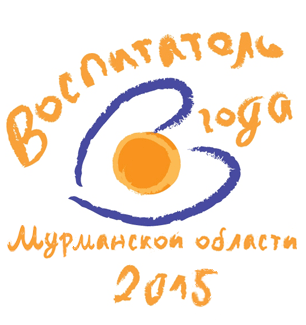 Воспитатель
года
Мурманской области
2015